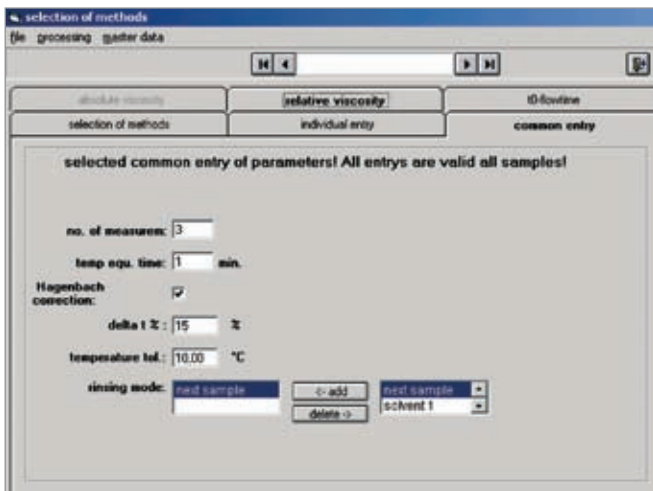 selection of methods
file processing master data
absolute viscosity relative viscosity t0-flowtime
selection of methods individual entry common entry
selected common entry of parameters! All entrys are valid all samples!
no. of measurem: 3
temp equ. time: 1 min.
Hagenbach
correction:
delta t % : 15 %
temperature tol.: 10,00 °C
rinsing mode: next sample <- add next sample
delete -> solvent 1